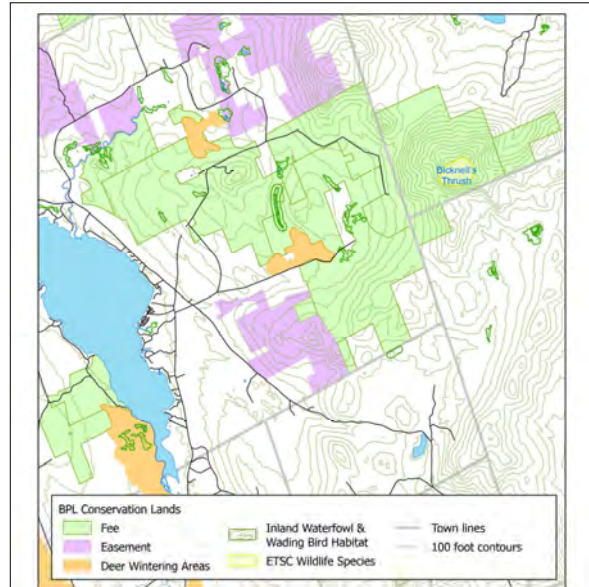 Bicknell's
Thrush
BPL Conservation Lands
Fee
Easement
Deer Wintering Areas
Inland Waterfowl &
Wading Bird Habitat
ETSC Wildlife Species
Town lines
100 foot contours